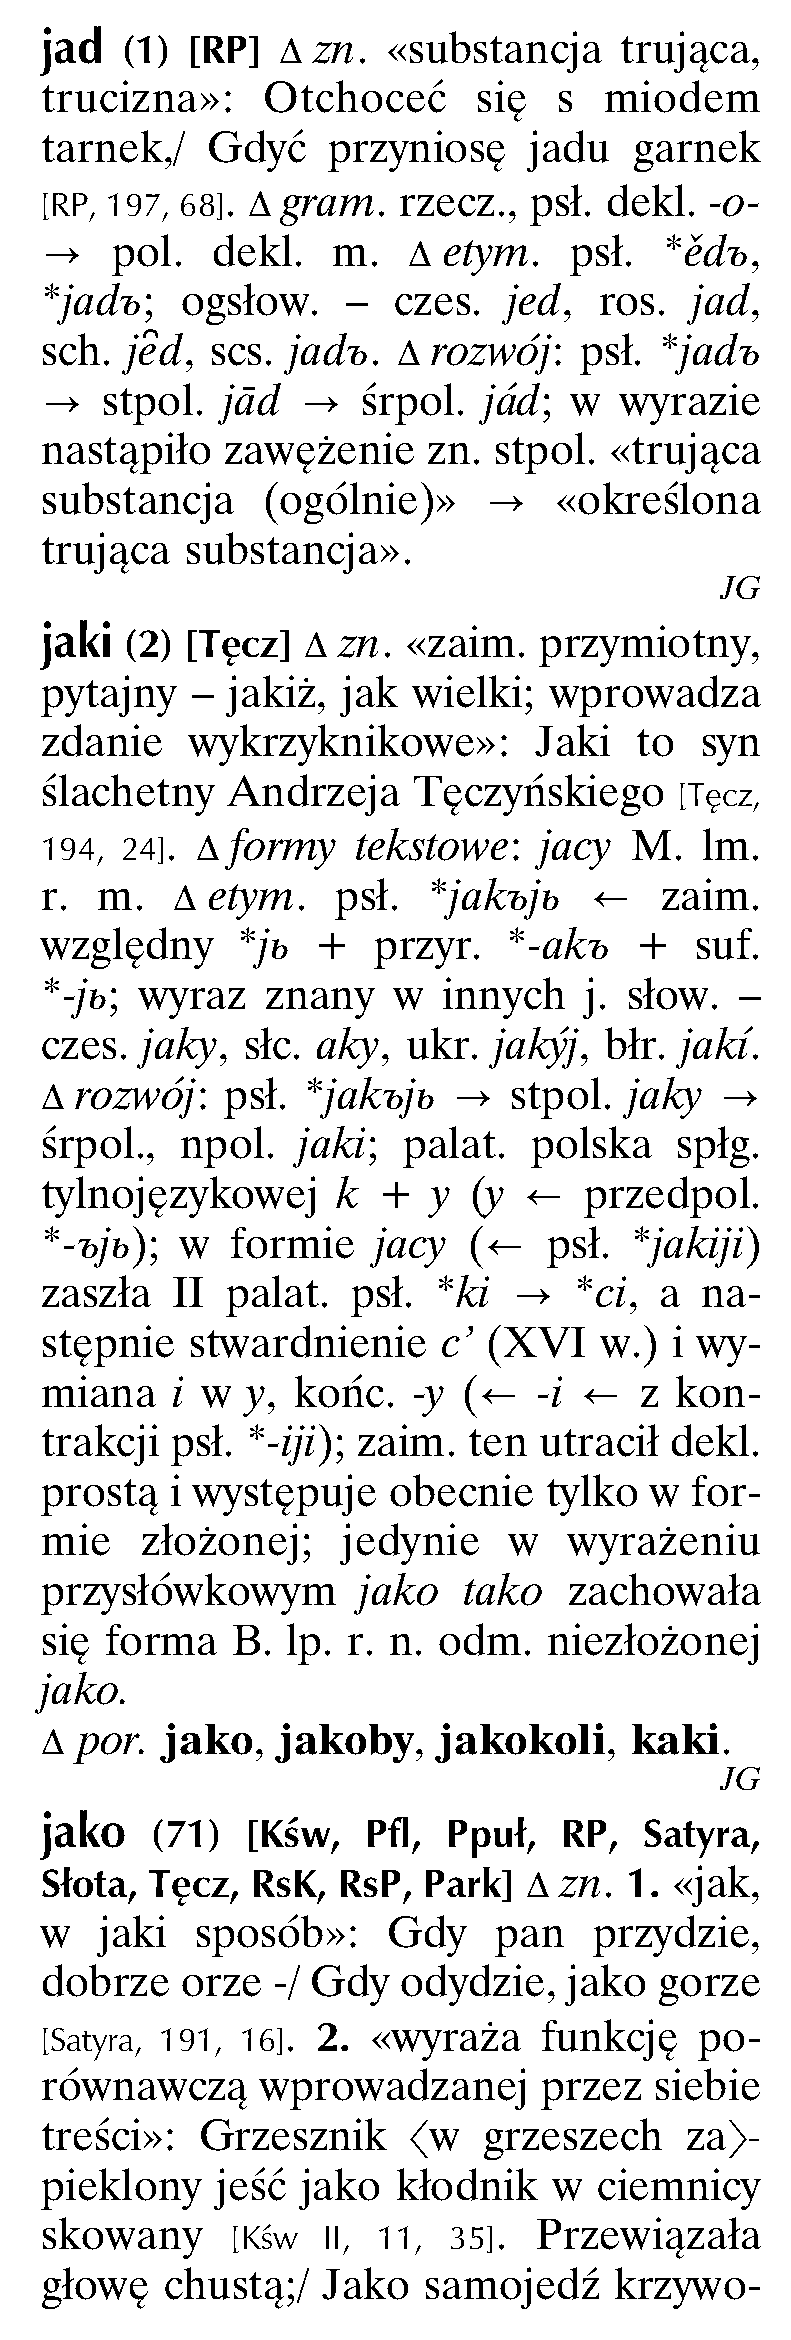 jad (1) [RP] Δ zn. «substancja trująca,
trucizna»: Otchoceć się s miodem
tarnek,/ Gdyć przyniosę jadu garnek
[RP, 197, 68]. Δ gram. rzecz., psł. dekl. -o-
→ pol. dekl. m. Δ etym. psł. *ědъ,
*jadъ; ogsłow. – czes. jed, ros. jad,
sch. jȇd, scs. jadъ. Δ rozwój: psł. *jadъ
→ stpol. jād → śrpol. jád; w wyrazie
nastąpiło zawężenie zn. stpol. «trująca
substancja (ogólnie)» → «określona
trująca substancja».
JG
jaki (2) [Tęcz] Δ zn. «zaim. przymiotny,
pytajny – jakiż, jak wielki; wprowadza
zdanie wykrzyknikowe»: Jaki to syn
ślachetny Andrzeja Tęczyńskiego [Tęcz,
194, 24]. Δ formy tekstowe: jacy M. lm.
r. m. Δ etym. psł. *jakъjь ← zaim.
względny *jь + przyr. *-akъ + suf.
*-jь; wyraz znany w innych j. słow. –
czes. jaky, słc. aky, ukr. jakýj, błr. jakí.
Δ rozwój: psł. *jakъjь → stpol. jaky →
śrpol., npol. jaki; palat. polska spłg.
tylnojęzykowej k + y (y ← przedpol.
*-ъjь); w formie jacy (← psł. *jakiji)
zaszła II palat. psł. *ki → *ci, a na-
stępnie stwardnienie c’ (XVI w.) i wy-
miana i w y, końc. -y (← -i ← z kon-
trakcji psł. *-iji); zaim. ten utracił dekl.
prostą i występuje obecnie tylko w for-
mie złożonej; jedynie w wyrażeniu
przysłówkowym jako tako zachowała
się forma B. lp. r. n. odm. niezłożonej
jako.
Δ por. jako, jakoby, jakokoli, kaki.
JG
jako (71) [Kśw, Pfl, Ppuł, RP, Satyra,
Słota, Tęcz, RsK, RsP, Park] Δ zn. 1. «jak,
w jaki sposób»: Gdy pan przydzie,
dobrze orze -/ Gdy odydzie, jako gorze
[Satyra, 191, 16]. 2. «wyraża funkcję po-
równawczą wprowadzanej przez siebie
treści»: Grzesznik 〈w grzeszech za〉-
pieklony jeść jako kłodnik w ciemnicy
skowany [Kśw II, 11, 35]. Przewiązała
głowę chustą;/ Jako samojedź krzywo-